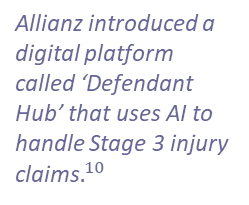 Allianz introduced a
digital platform
called ‘Defendant
Hub’ that uses AI to
handle Stage 3 injury
claims.¹⁰